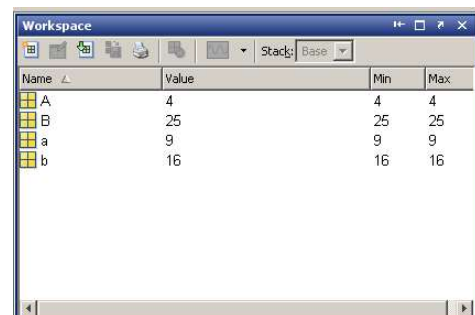 Workspace
Stack: Base
Name Value Min Max
A 4 4 4
B 25 25 25
a 9 9 9
b 16 16 16